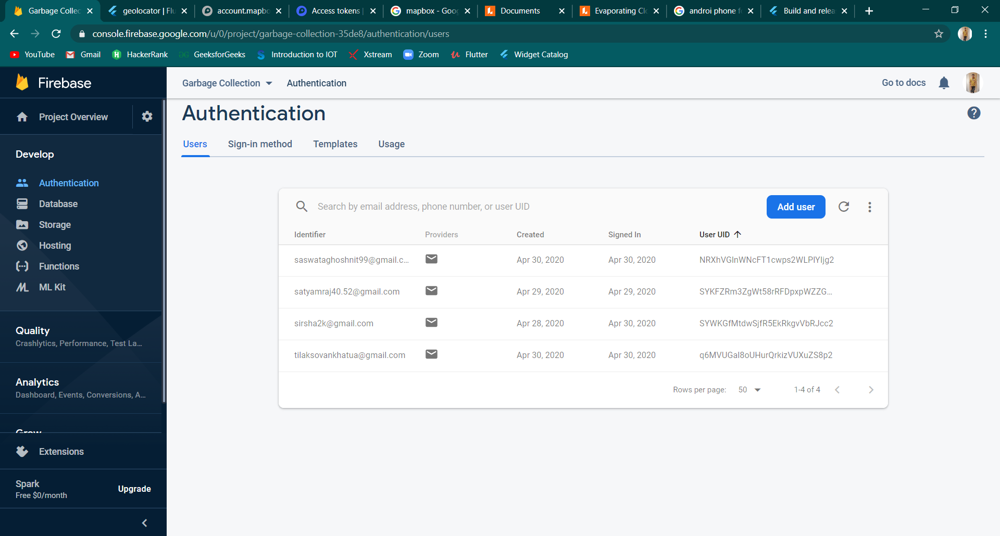 Garbage Collec geolocator | Flu account.mapbo Access tokens | mapbox - Goog Documents Evaporating Clo androi phone fo Build and relea
console.firebase.google.com/u/0/project/garbage-collection-35de8/authentication/users
YouTube Gmail HackerRank GeeksforGeeks Introduction to IOT Xstream Zoom Flutter Widget Catalog
Firebase
Garbage Collection Authentication Go to docs
Project Overview
Develop
Authentication
Database
Storage
Hosting
Functions
ML Kit
Quality
Crashlytics, Performance, Test La...
Analytics
Dashboard, Events, Conversions, A...
Grow
Extensions
Spark
Free $0/month
Upgrade
Authentication
Users Sign-in method Templates Usage
Search by email address, phone number, or user UID
Add user
Identifier Providers Created Signed In User UID
saswataghoshnit99@gmail.c... Apr 30, 2020 Apr 30, 2020 NRXhVGlnWNcFT1cwps2WLPlYljg2
satyamraj40.52@gmail.com Apr 29, 2020 Apr 29, 2020 SYKFZRm3ZgWt58rRFDpxpWZZG...
sirsha2k@gmail.com Apr 28, 2020 Apr 30, 2020 SYWKGfMtdwSjfR5EkRkgvVbRJcc2
tilaksovankhatua@gmail.com Apr 30, 2020 Apr 30, 2020 q6MVUGal8oUHurQrkizVUXuZS8p2
Rows per page: 50 1-4 of 4